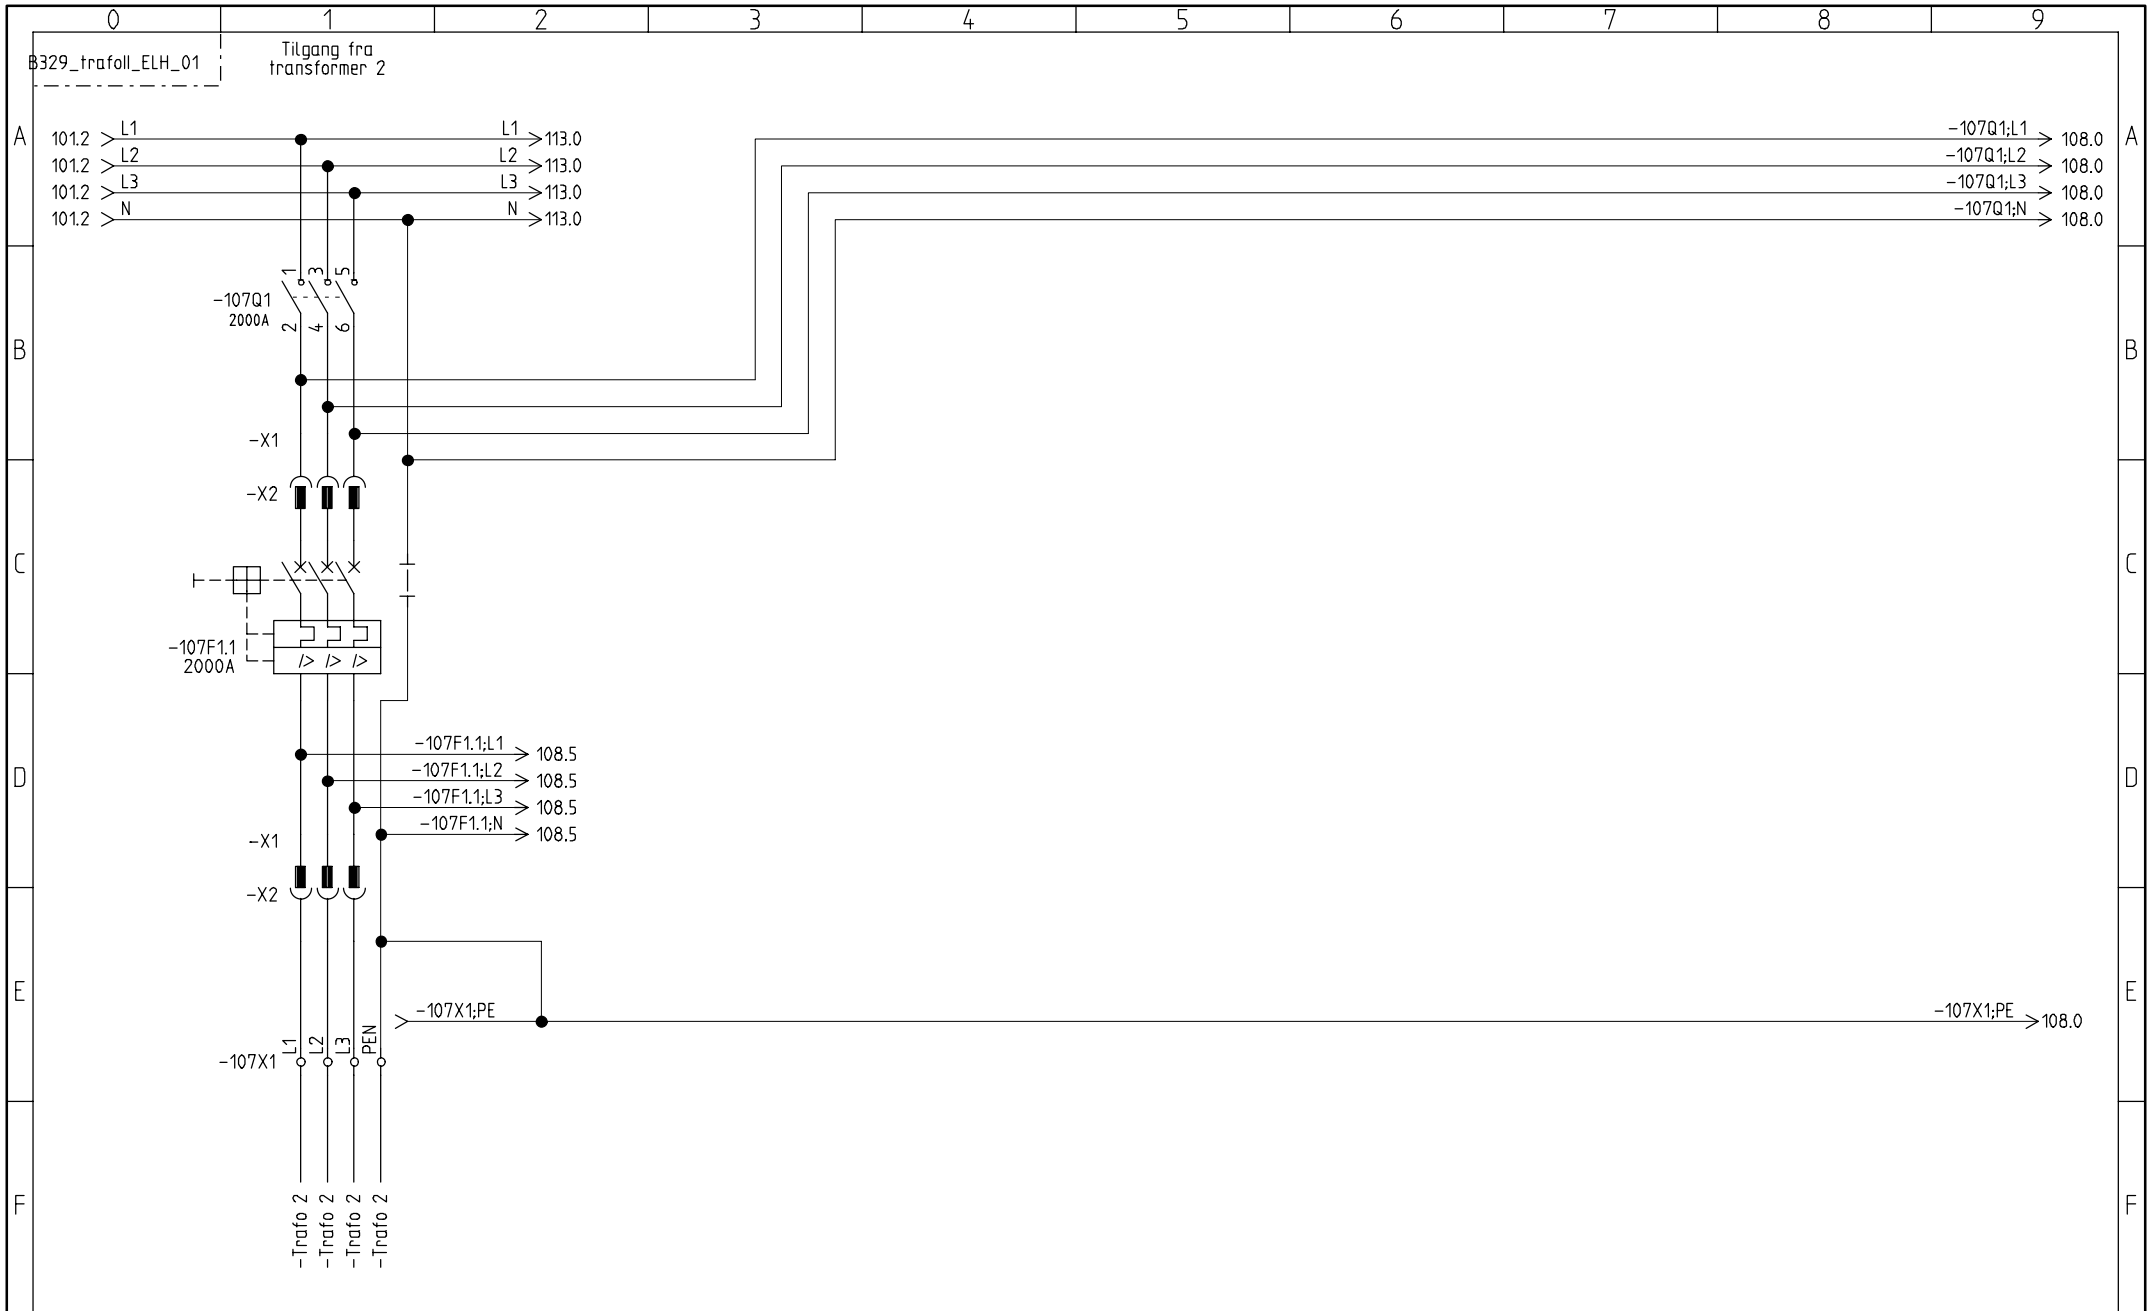 0 1 2 3 4 5 6 7 8 9
B329_trafoII_ELH_01
Tilgang fra
transformer 2
A A
101.2 L1 L1 113.0 -107Q1;L1 108.0
101.2 L2 L2 113.0 -107Q1;L2 108.0
101.2 L3 L3 113.0 -107Q1;L3 108.0
101.2 N N 113.0 -107Q1;N 108.0
1 3 5
-107Q1
2000A
2 4 6
B B
-X1
-X2
C C
-107F1.1
2000A
I> I> I>
-107F1.1;L1 108.5
-107F1.1;L2 108.5
D D
-107F1.1;L3 108.5
-107F1.1;N 108.5
-X1
-X2
E E
-107X1;PE -107X1;PE 108.0
L1 L2 L3 PEN
-107X1
F F
-Trafo 2
-Trafo 2
-Trafo 2
-Trafo 2